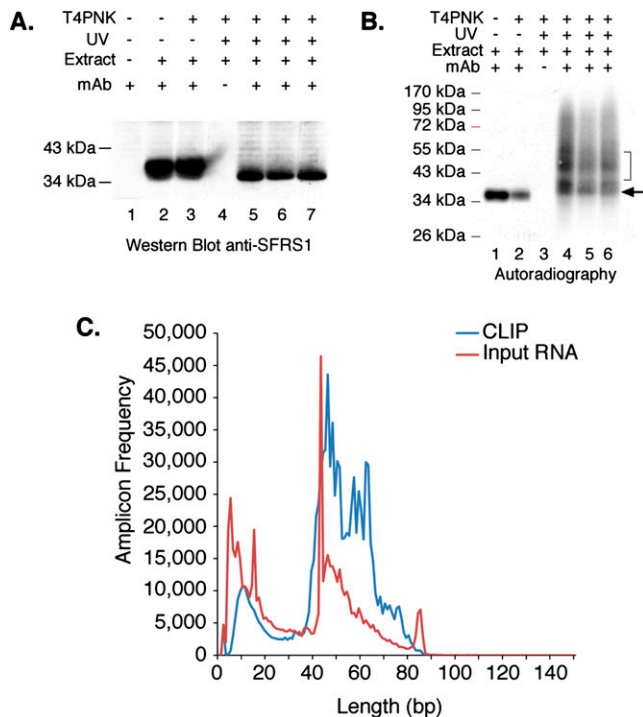 A.
T4PNK - - + + + + +
UV - - - + + + +
Extract - + + + + + +
mAb + + + - + + +
43 kDa
34 kDa
1 2 3 4 5 6 7
Western Blot anti-SFRS1
B.
T4PNK - + + + + +
UV - - + + + +
Extract + + + + + +
mAb + + - + + +
170 kDa
95 kDa
72 kDa
55 kDa
43 kDa
34 kDa
26 kDa
1 2 3 4 5 6
Autoradiography
C.
CLIP
Input RNA
Amplicon Frequency
50,000
45,000
40,000
35,000
30,000
25,000
20,000
15,000
10,000
5,000
0
0 20 40 60 80 100 120 140
Length (bp)